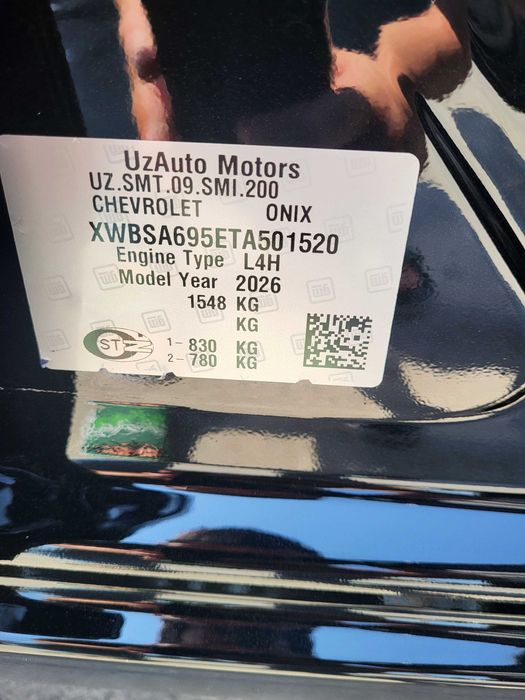 UzAuto Motors
UZ.SMT.09.SMI.200
CHEVROLET ONIX
XWBSA695ETA501520
Engine Type L4H
Model Year 2026
1548 KG
KG
1- 830 KG
2- 780 KG
ST